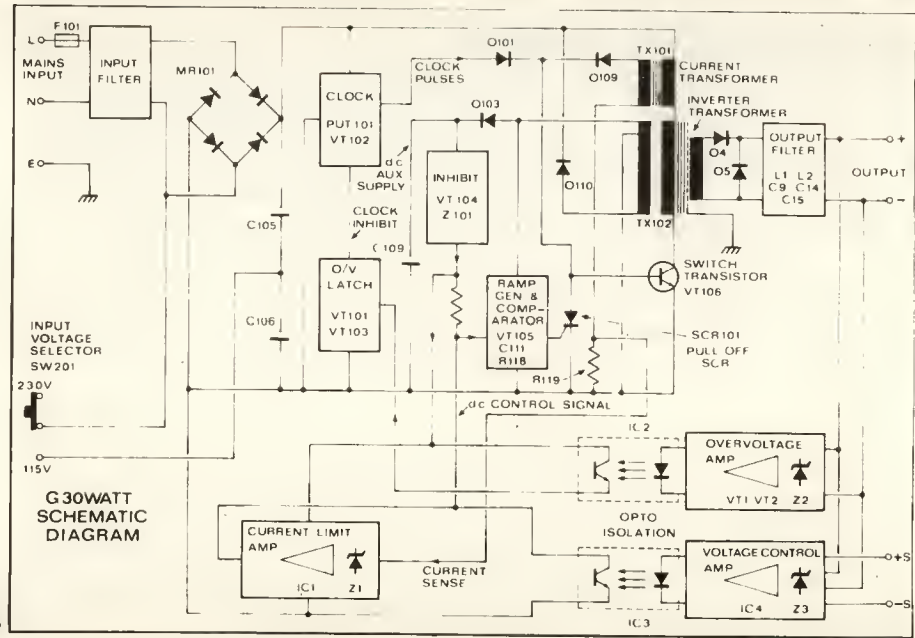 F101
L
MAINS
INPUT
N
E
INPUT
FILTER
MR101
C105
C106
INPUT
VOLTAGE
SELECTOR
SW201
230V
115V
G30WATT
SCHEMATIC
DIAGRAM
CLOCK
PUT101
VT102
CLOCK
PULSES
D101
D109
D103
dc
AUX
SUPPLY
CLOCK
INHIBIT
C109
O/V
LATCH
VT101
VT103
INHIBIT
VT104
Z101
D110
RAMP
GEN &
COMP-
ARATOR
VT105
C111
R118
TX101
CURRENT
TRANSFORMER
INVERTER
TRANSFORMER
TX102
D4
D5
OUTPUT
FILTER
L1 L2
C9 C14
C15
+
OUTPUT
-
SWITCH
TRANSISTOR
VT106
SCR101
PULL OFF
SCR
R119
dc CONTROL SIGNAL
IC2
OVERVOLTAGE
AMP
VT1 VT2 Z2
OPTO
ISOLATION
CURRENT LIMIT
AMP
IC1 Z1
CURRENT
SENSE
IC3
VOLTAGE CONTROL
AMP
IC4 Z3
+S
-S